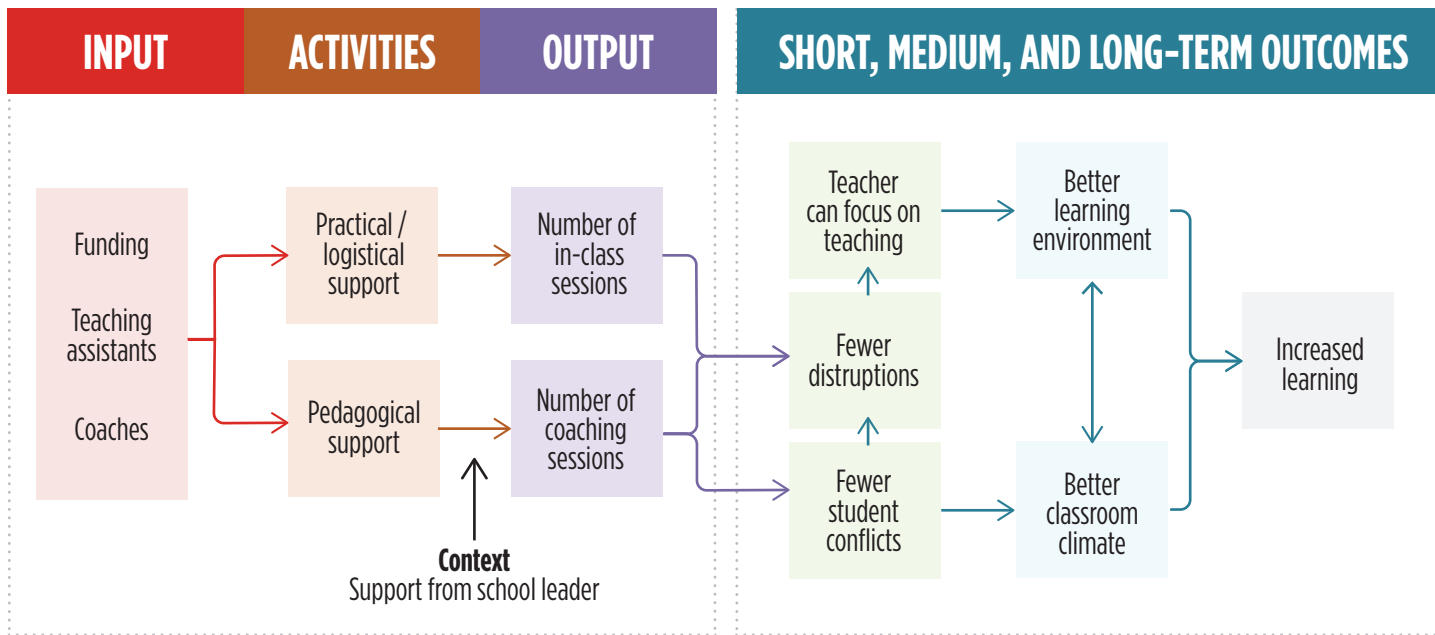 INPUT
ACTIVITIES
OUTPUT
SHORT, MEDIUM, AND LONG-TERM OUTCOMES
Funding
Teaching
assistants
Coaches
Practical /
logistical
support
Pedagogical
support
Number of
in-class
sessions
Number of
coaching
sessions
Context
Support from school leader
Teacher
can focus on
teaching
Fewer
distruptions
Fewer
student
conflicts
Better
learning
environment
Better
classroom
climate
Increased
learning